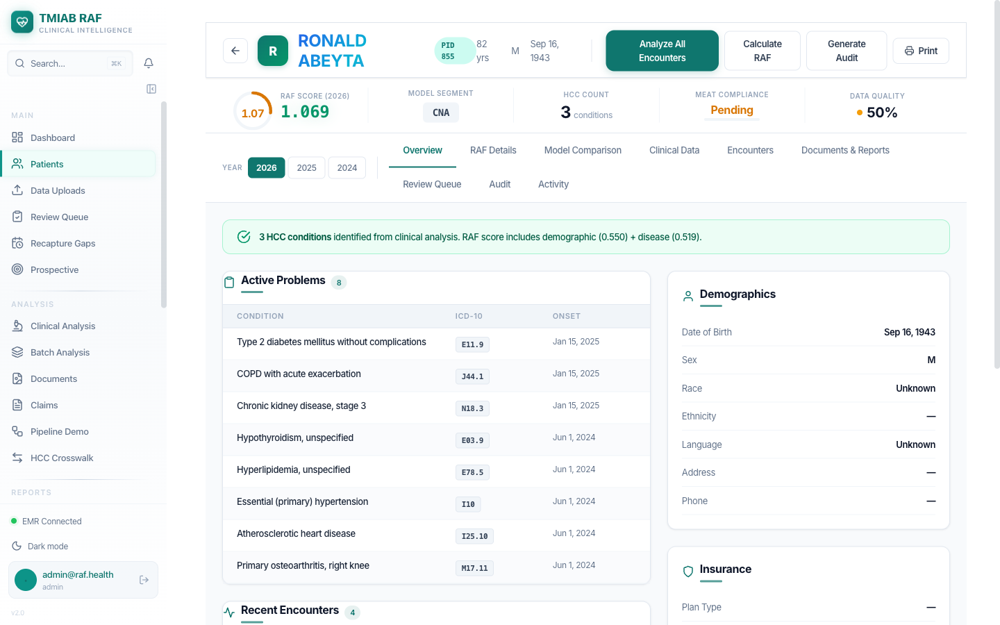 TMIAB RAF
CLINICAL INTELLIGENCE
Search...
⌘K
MAIN
Dashboard
Patients
Data Uploads
Review Queue
Recapture Gaps
Prospective
ANALYSIS
Clinical Analysis
Batch Analysis
Documents
Claims
Pipeline Demo
HCC Crosswalk
REPORTS
EMR Connected
Dark mode
admin@raf.health
admin
v2.0
R
RONALD
ABEYTA
PID
855
82
yrs
M
Sep 16,
1943
Analyze All
Encounters
Calculate
RAF
Generate
Audit
Print
1.07
RAF SCORE (2026)
1.069
MODEL SEGMENT
CNA
HCC COUNT
3 conditions
MEAT COMPLIANCE
Pending
DATA QUALITY
50%
YEAR
2026
2025
2024
Overview
RAF Details
Model Comparison
Clinical Data
Encounters
Documents & Reports
Review Queue
Audit
Activity
3 HCC conditions identified from clinical analysis. RAF score includes demographic (0.550) + disease (0.519).
Active Problems 8
CONDITION ICD-10 ONSET
Type 2 diabetes mellitus without complications E11.9 Jan 15, 2025
COPD with acute exacerbation J44.1 Jan 15, 2025
Chronic kidney disease, stage 3 N18.3 Jan 15, 2025
Hypothyroidism, unspecified E03.9 Jun 1, 2024
Hyperlipidemia, unspecified E78.5 Jun 1, 2024
Essential (primary) hypertension I10 Jun 1, 2024
Atherosclerotic heart disease I25.10 Jun 1, 2024
Primary osteoarthritis, right knee M17.11 Jun 1, 2024
Recent Encounters 4
Demographics
Date of Birth Sep 16, 1943
Sex M
Race Unknown
Ethnicity —
Language Unknown
Address —
Phone —
Insurance
Plan Type —